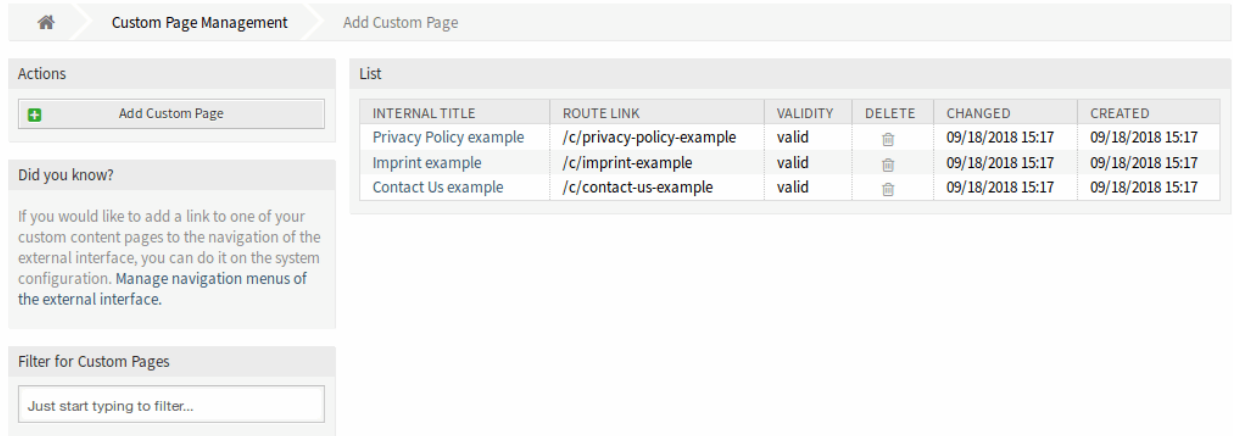 Custom Page Management Add Custom Page
Actions
Add Custom Page
Did you know?
If you would like to add a link to one of your
custom content pages to the navigation of the
external interface, you can do it on the system
configuration. Manage navigation menus of
the external interface.
Filter for Custom Pages
Just start typing to filter...
List
INTERNAL TITLE ROUTE LINK VALIDITY DELETE CHANGED CREATED
Privacy Policy example /c/privacy-policy-example valid 09/18/2018 15:17 09/18/2018 15:17
Imprint example /c/imprint-example valid 09/18/2018 15:17 09/18/2018 15:17
Contact Us example /c/contact-us-example valid 09/18/2018 15:17 09/18/2018 15:17